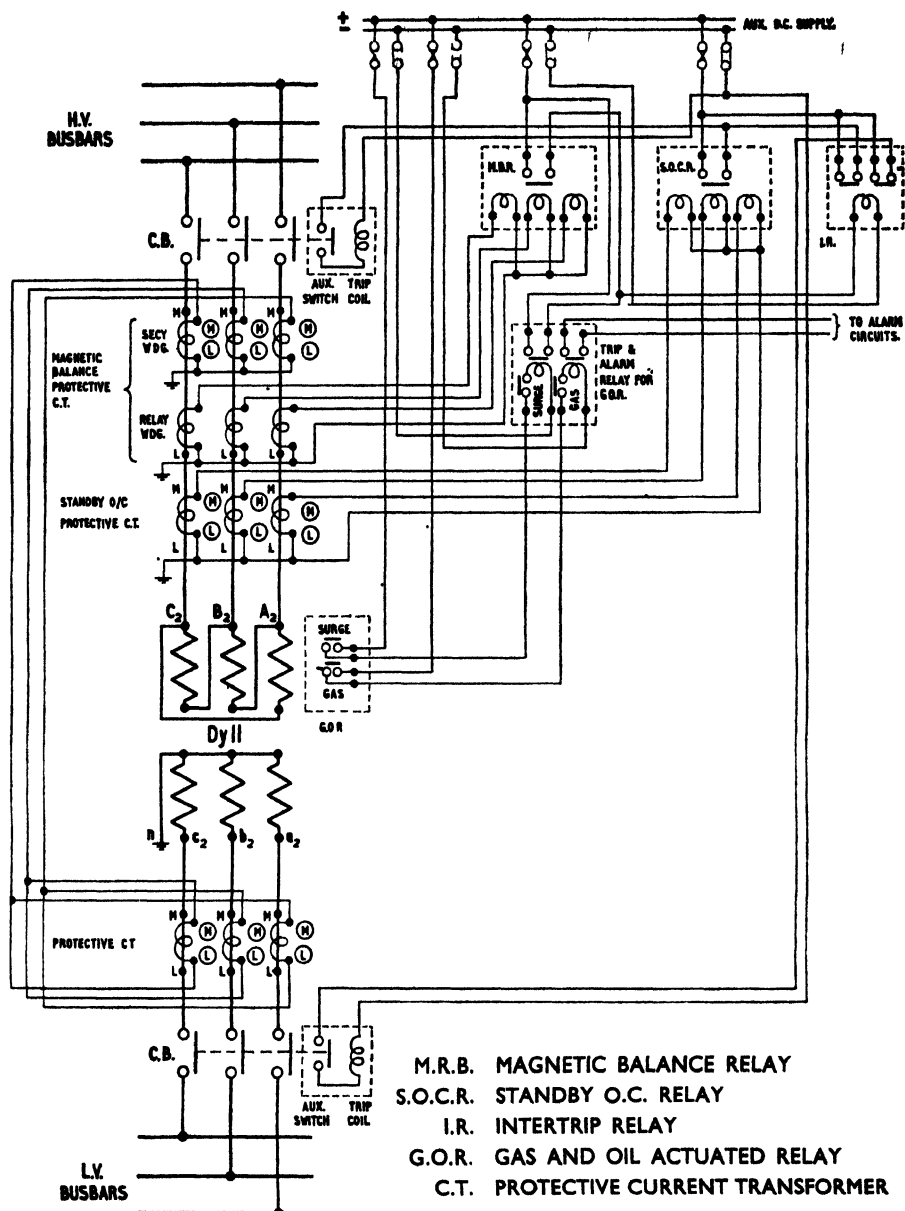 +
-
AUX. D.C. SUPPLY.
H.V.
BUSBARS
M.B.R.
S.O.C.R.
I.R.
C.B.
AUX.
SWITCH
TRIP
COIL
M
M
M
M
M
M
SECY
WDG.
L
L
L
MAGNETIC
BALANCE
PROTECTIVE
C.T.
RELAY
WDG.
L
L
L
TO ALARM
CIRCUITS.
TRIP &
ALARM
RELAY FOR
G.O.R.
SURGE
GAS
STANDBY O/C
PROTECTIVE C.T.
M
M
M
M
M
M
L
L
L
L
L
L
C2
B2
A2
SURGE
GAS
G.O.R
Dy11
n
c2
b2
a2
PROTECTIVE CT
M
M
M
M
M
M
L
L
L
L
L
L
C.B.
AUX.
SWITCH
TRIP
COIL
L.V.
BUSBARS
M.R.B. MAGNETIC BALANCE RELAY
S.O.C.R. STANDBY O.C. RELAY
I.R. INTERTRIP RELAY
G.O.R. GAS AND OIL ACTUATED RELAY
C.T. PROTECTIVE CURRENT TRANSFORMER